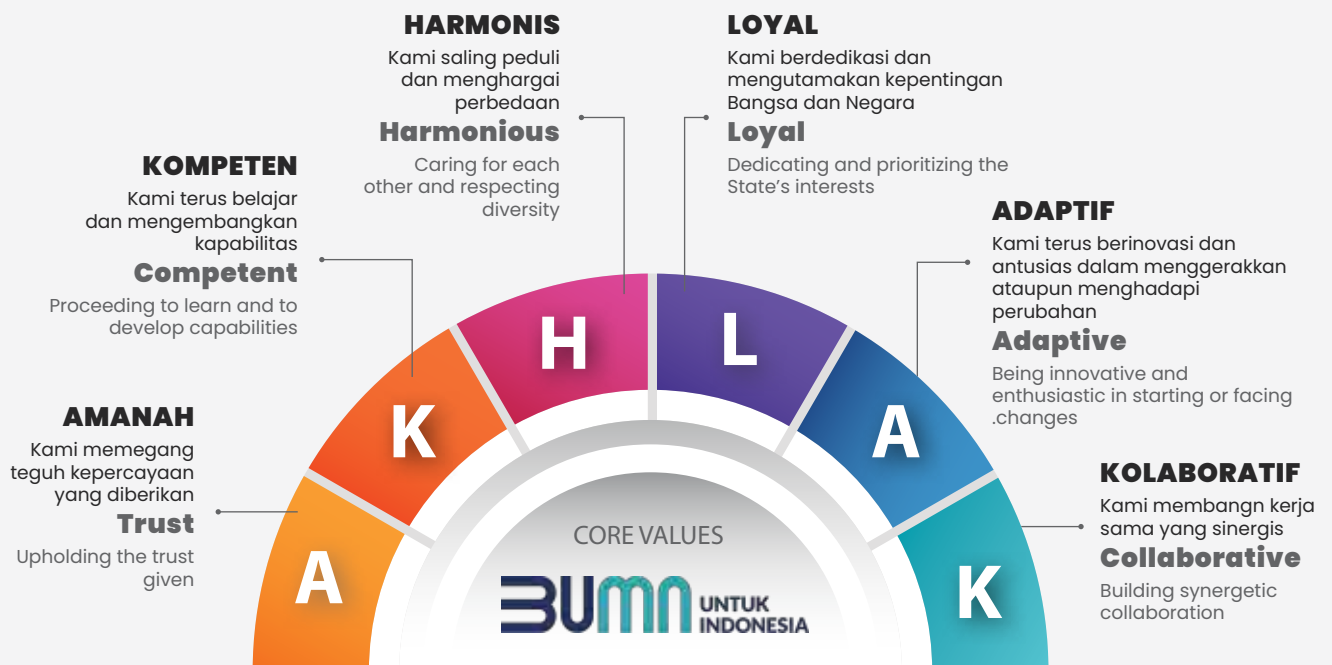 AMANAH
Kami memegang
teguh kepercayaan
yang diberikan
Trust
Upholding the trust
given
KOMPETEN
Kami terus belajar
dan mengembangkan
kapabilitas
Competent
Proceeding to learn and to
develop capabilities
HARMONIS
Kami saling peduli
dan menghargai
perbedaan
Harmonious
Caring for each
other and respecting
diversity
LOYAL
Kami berdedikasi dan
mengutamakan kepentingan
Bangsa dan Negara
Loyal
Dedicating and prioritizing the
State’s interests
ADAPTIF
Kami terus berinovasi dan
antusias dalam menggerakkan
ataupun menghadapi
perubahan
Adaptive
Being innovative and
enthusiastic in starting or facing
.changes
KOLABORATIF
Kami membangn kerja
sama yang sinergis
Collaborative
Building synergetic
collaboration
A
K
H
L
A
K
CORE VALUES
BUMN
UNTUK
INDONESIA